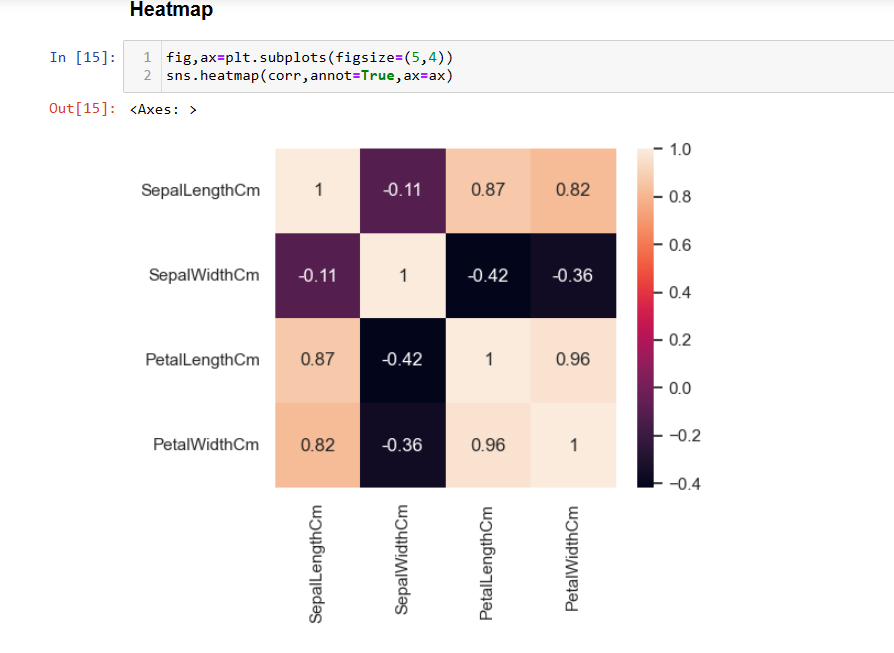 Heatmap
In [15]:
1 fig,ax=plt.subplots(figsize=(5,4))
2 sns.heatmap(corr,annot=True,ax=ax)
Out[15]: <Axes: >
SepalLengthCm 1 -0.11 0.87 0.82
SepalWidthCm -0.11 1 -0.42 -0.36
PetalLengthCm 0.87 -0.42 1 0.96
PetalWidthCm 0.82 -0.36 0.96 1
SepalLengthCm
SepalWidthCm
PetalLengthCm
PetalWidthCm
1.0
0.8
0.6
0.4
0.2
0.0
−0.2
−0.4